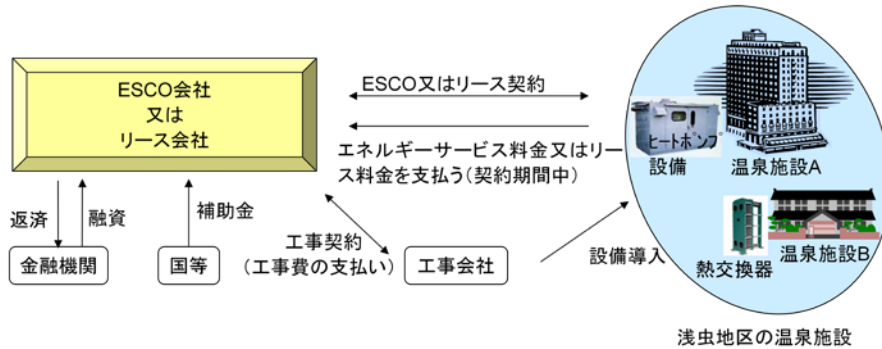 ESCO会社
又は
リース会社
ESCO又はリース契約
エネルギーサービス料金又はリー
ス料金を支払う(契約期間中)
返済
融資
補助金
金融機関
国等
工事契約
(工事費の支払い)
工事会社
設備導入
ヒートポンプ
設備
温泉施設A
熱交換器
温泉施設B
浅虫地区の温泉施設